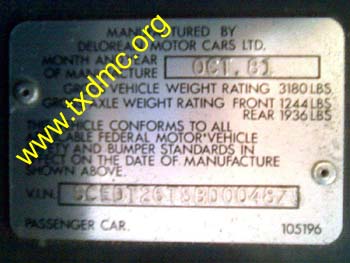 MANUFACTURED BY
DELOREAN MOTOR CARS LTD.
MONTH AND YEAR
OF MANUFACTURE OCT. 81
GROSS VEHICLE WEIGHT RATING 3180 LBS.
GROSS AXLE WEIGHT RATING FRONT 1244 LBS
REAR 1936 LBS
THIS VEHICLE CONFORMS TO ALL
APPLICABLE FEDERAL MOTOR VEHICLE
SAFETY AND BUMPER STANDARDS IN
EFFECT ON THE DATE OF MANUFACTURE
SHOWN ABOVE.
V.I.N.
PASSENGER CAR. 105196
www.txdmc.org